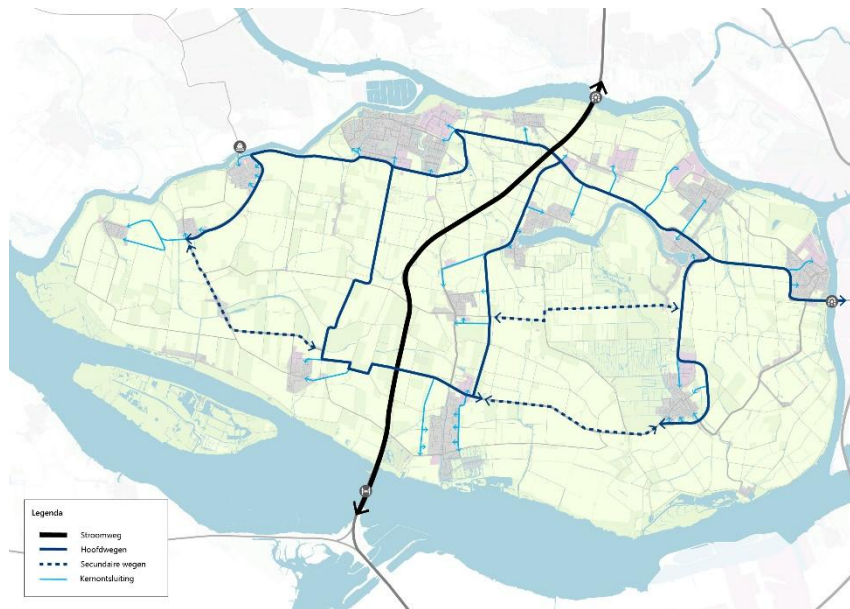 Legenda
Stroomweg
Hoofdwegen
Secundaire wegen
Kernontsluiting